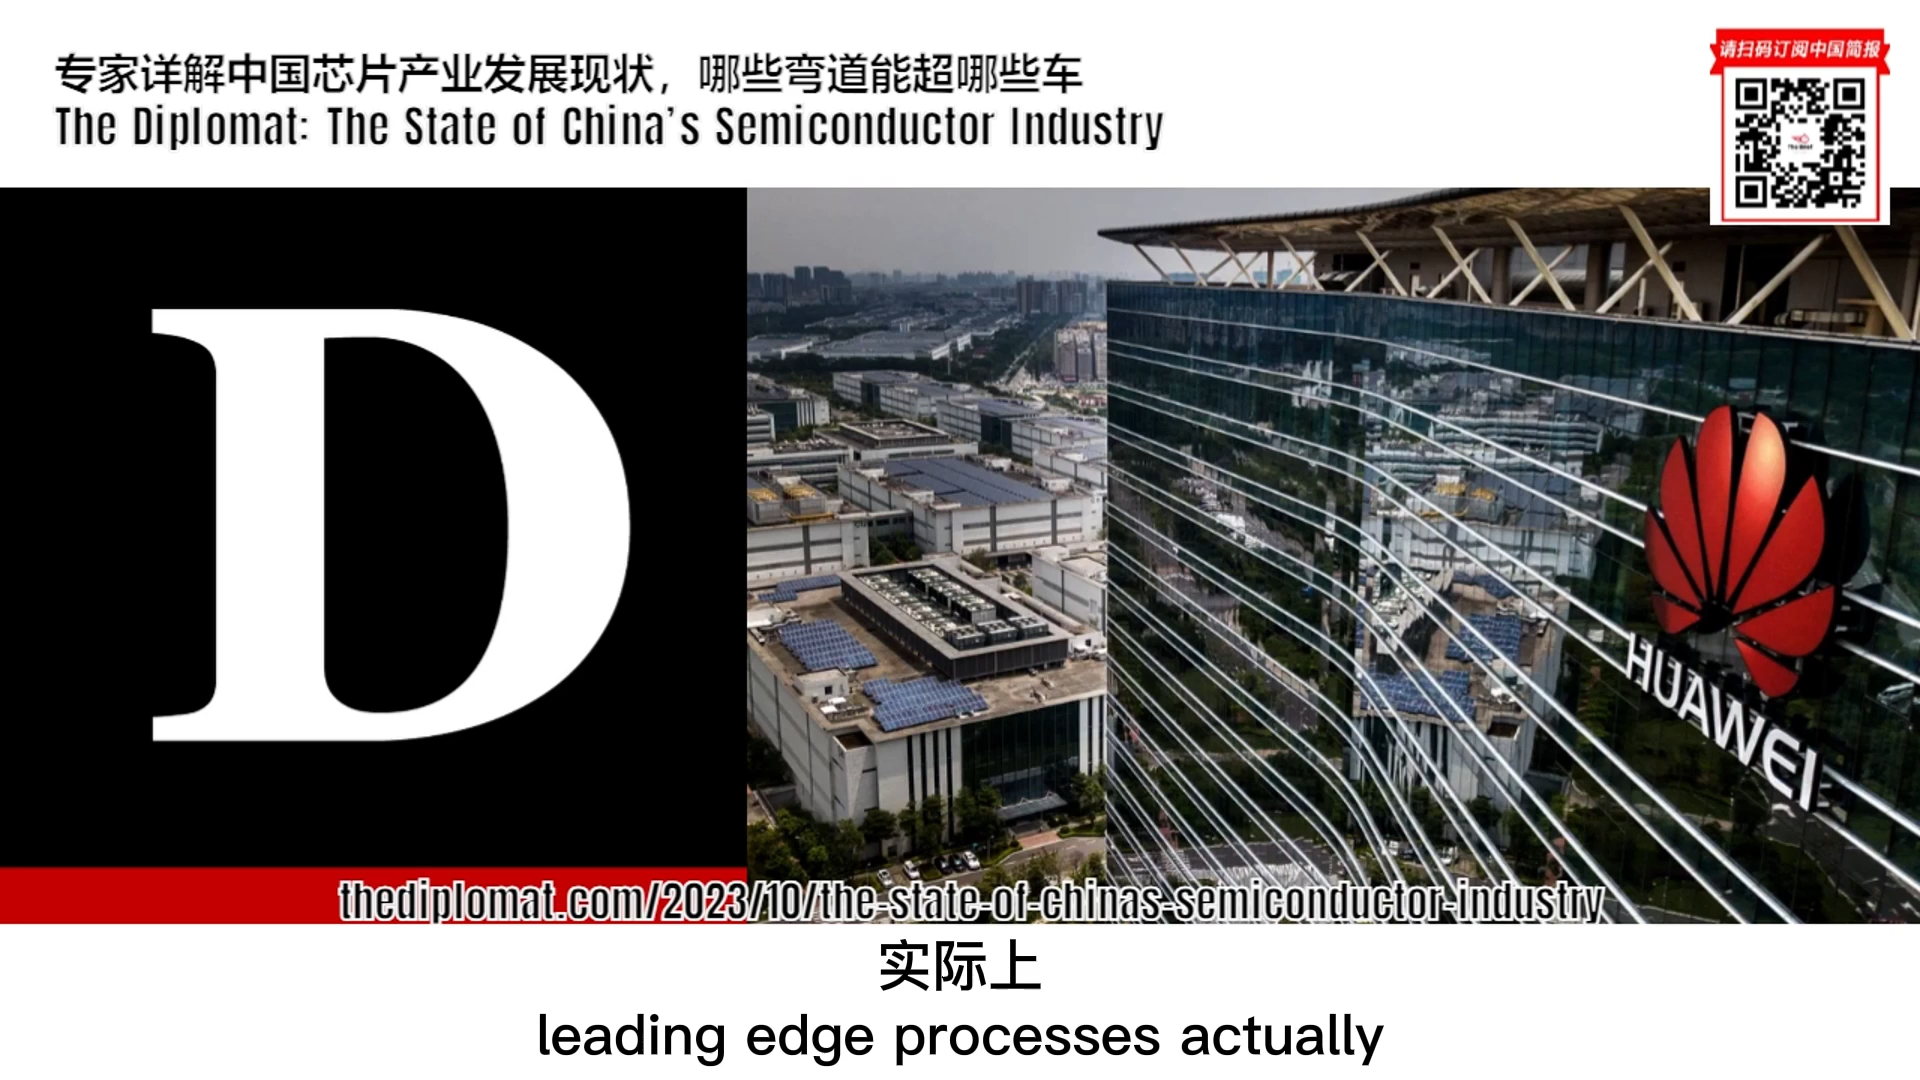 专家详解中国芯片产业发展现状，哪些弯道能超哪些车
The Diplomat: The State of China’s Semiconductor Industry
请扫码订阅中国简报
D
HUAWEI
thediplomat.com/2023/10/the-state-of-chinas-semiconductor-industry
实际上
leading edge processes actually